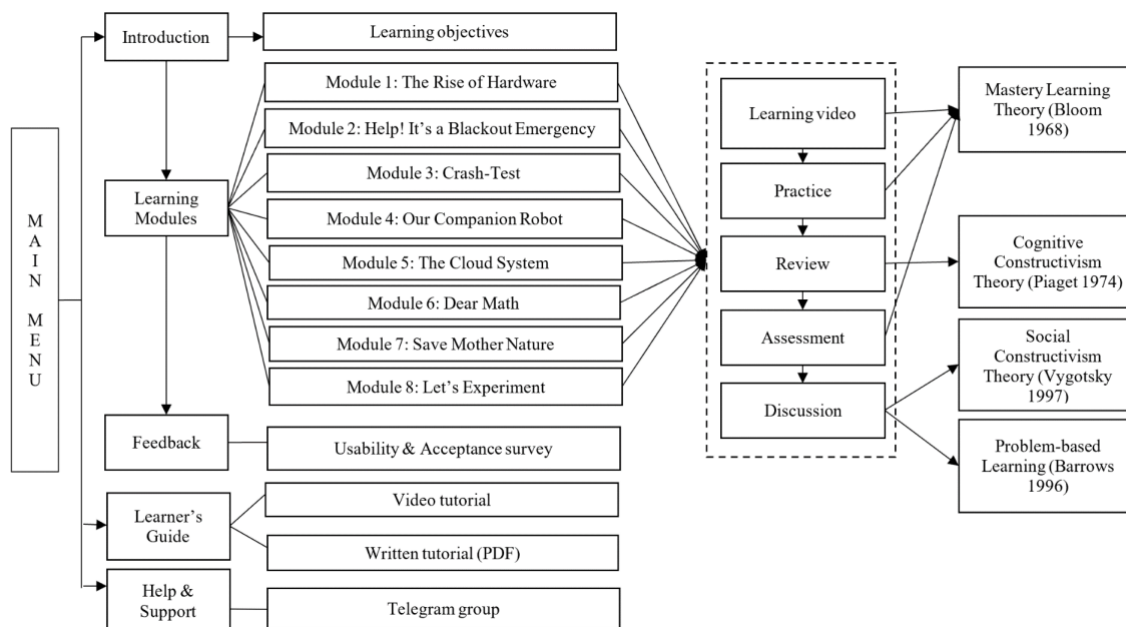 MAIN MENU
Introduction
Learning objectives
Learning
Modules
Module 1: The Rise of Hardware
Module 2: Help! It's a Blackout Emergency
Module 3: Crash-Test
Module 4: Our Companion Robot
Module 5: The Cloud System
Module 6: Dear Math
Module 7: Save Mother Nature
Module 8: Let's Experiment
Feedback
Usability & Acceptance survey
Learner's
Guide
Video tutorial
Written tutorial (PDF)
Help &
Support
Telegram group
Learning video
Practice
Review
Assessment
Discussion
Mastery Learning
Theory (Bloom
1968)
Cognitive
Constructivism
Theory (Piaget
1974)
Social
Constructivism
Theory (Vygotsky
1997)
Problem-based
Learning (Barrows
1996)